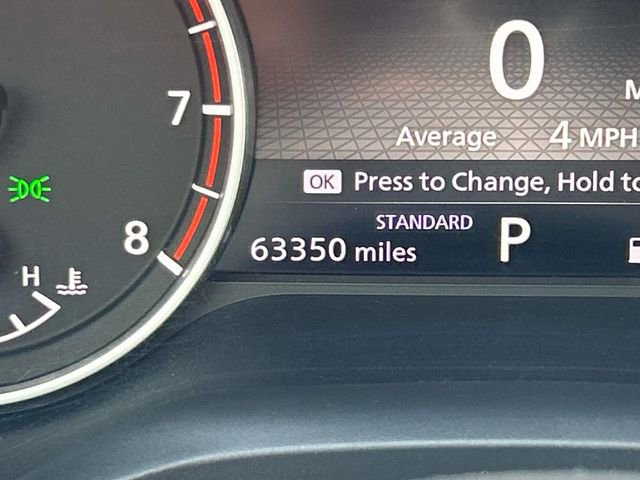 0
7
Average 4 MPH
OK Press to Change, Hold to
STANDARD
8
P
63350 miles
H